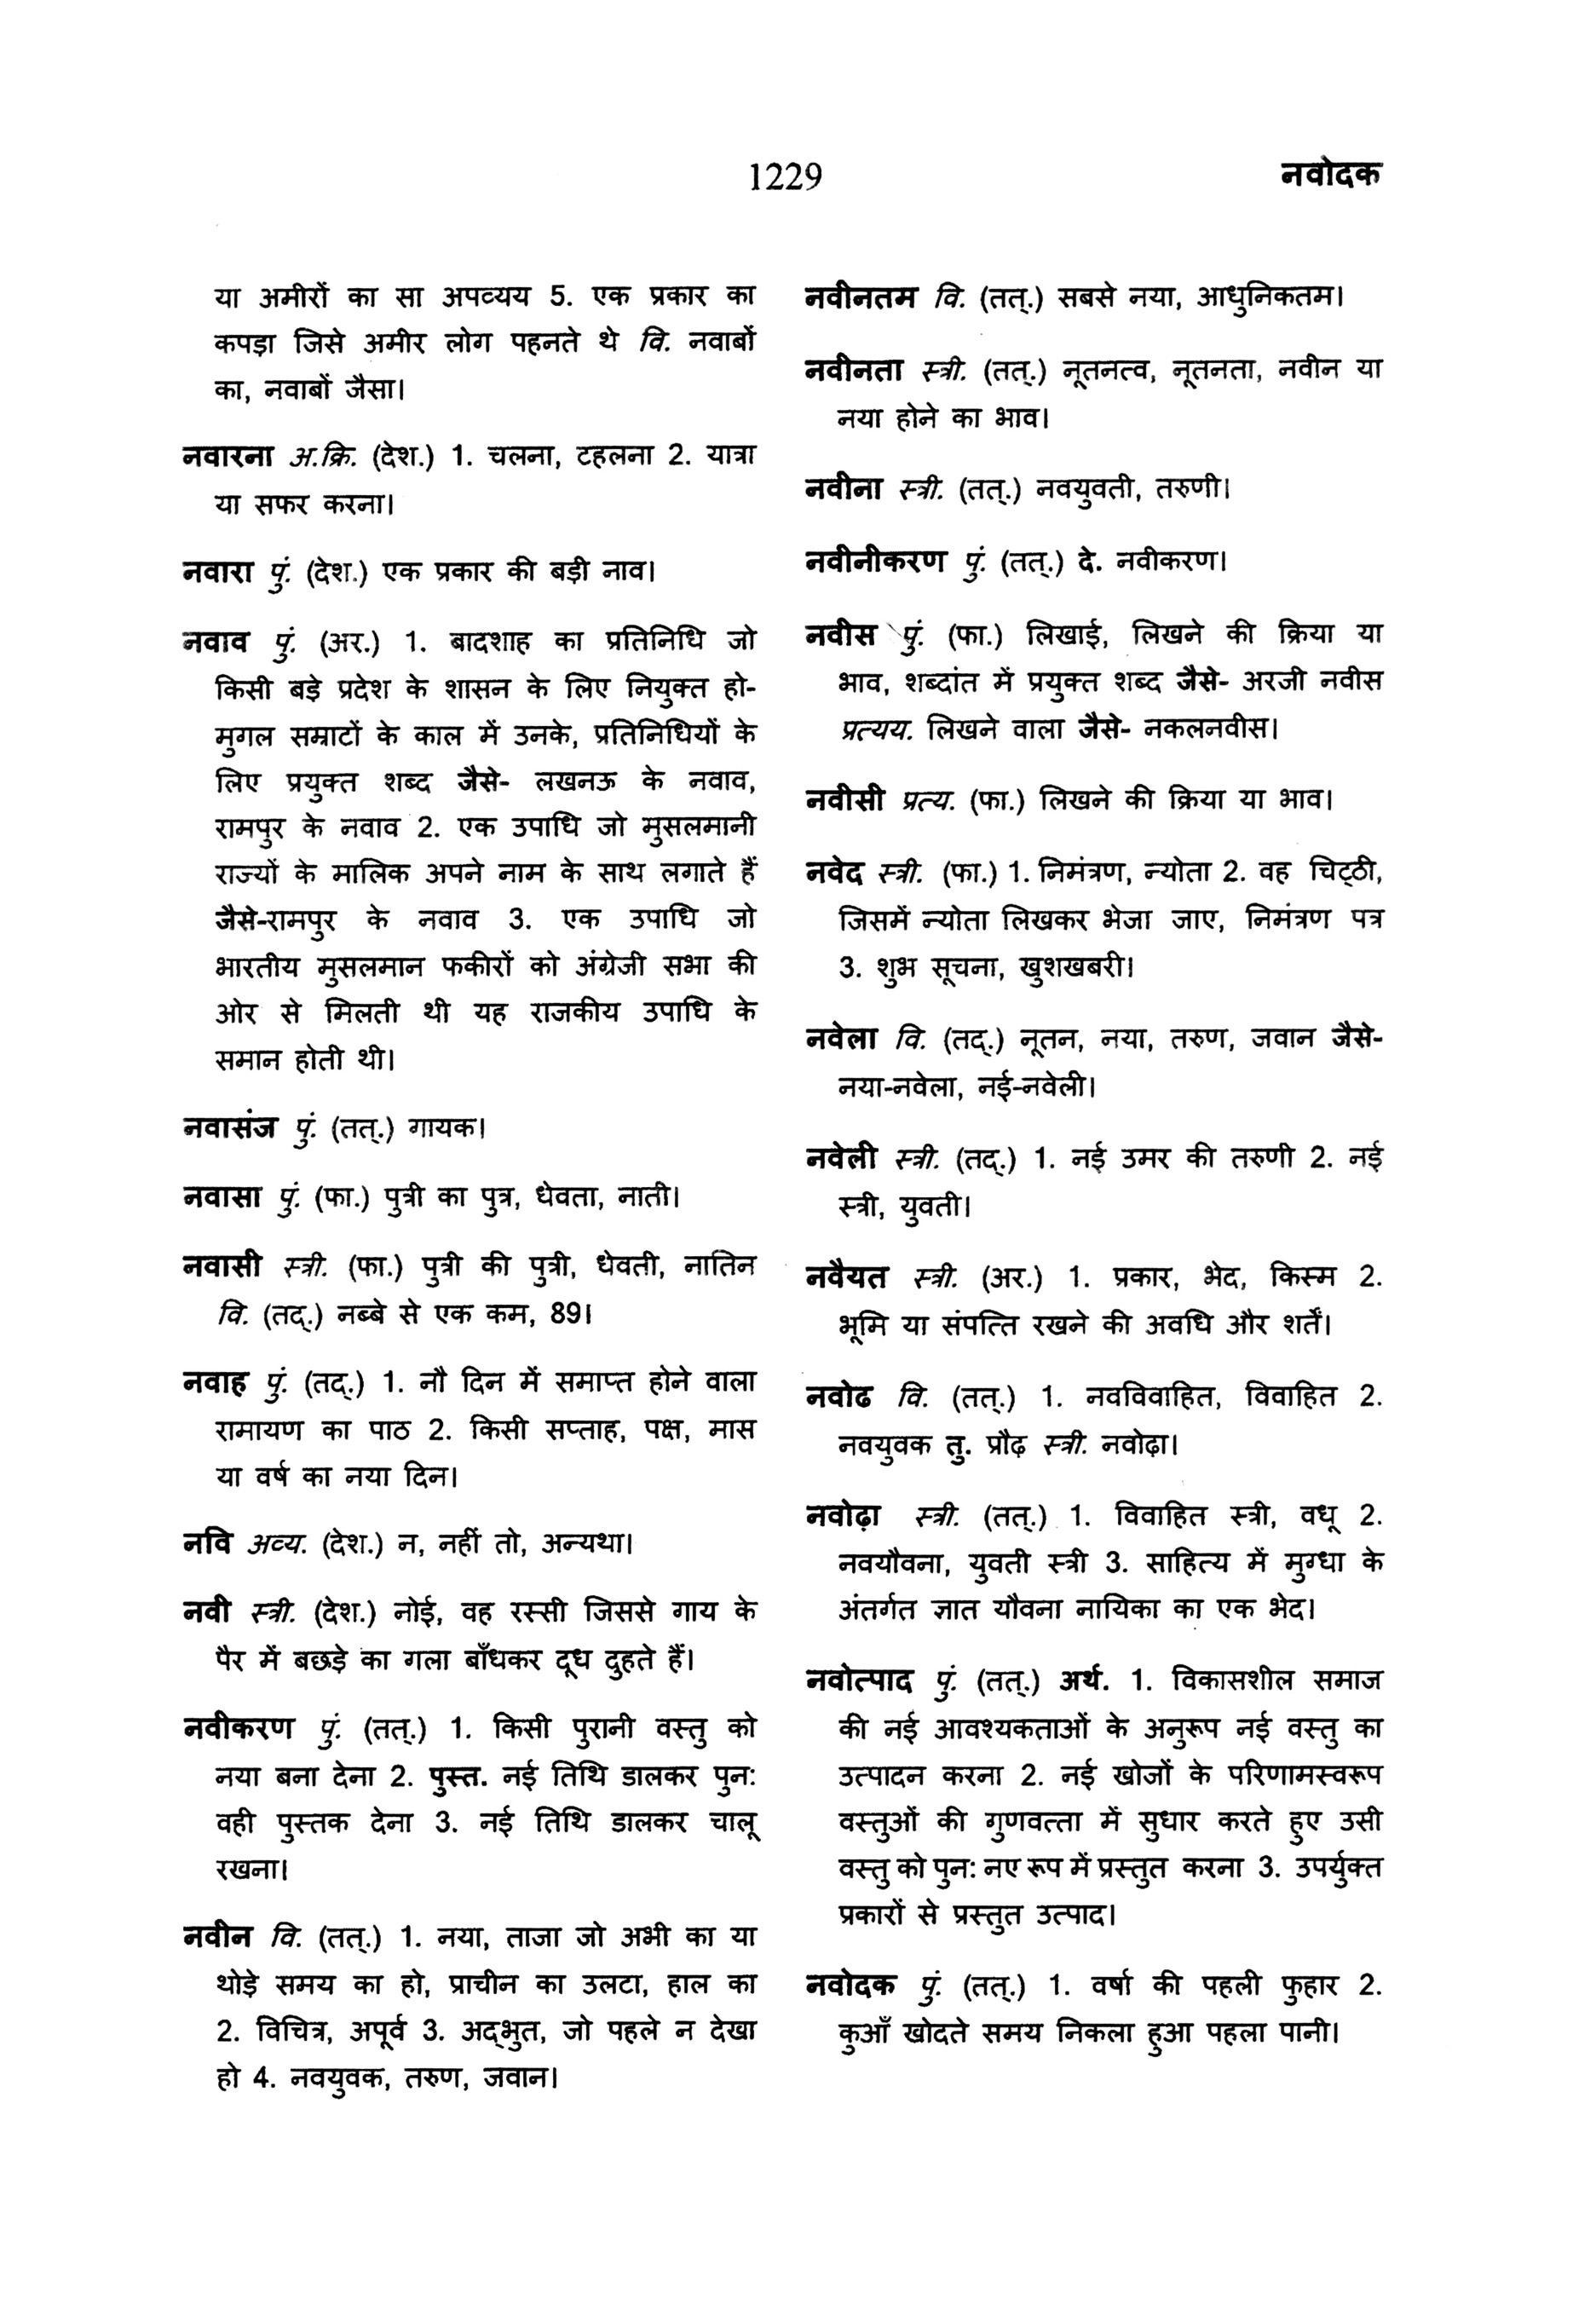 1229
नवोदक
या अमीरों का सा अपव्यय 5. एक प्रकार का
कपड़ा जिसे अमीर लोग पहनते थे वि. नवाबों
का, नवाबों जैसा।
नवारना अ.क्रि. (देश.) 1. चलना, टहलना 2. यात्रा
या सफर करना।
नवारा पुं. (देश.) एक प्रकार की बड़ी नाव।
नवाव पुं. (अर.) 1. बादशाह का प्रतिनिधि जो
किसी बड़े प्रदेश के शासन के लिए नियुक्त हो-
मुगल सम्राटों के काल में उनके, प्रतिनिधियों के
लिए प्रयुक्त शब्द जैसे- लखनऊ के नवाव,
रामपुर के नवाव 2. एक उपाधि जो मुसलमानी
राज्यों के मालिक अपने नाम के साथ लगाते हैं
जैसे-रामपुर के नवाव 3. एक उपाधि जो
भारतीय मुसलमान फकीरों को अंग्रेजी सभा की
ओर से मिलती थी यह राजकीय उपाधि के
समान होती थी।
नवासंज पुं. (तत्.) गायक।
नवासा पुं. (फा.) पुत्री का पुत्र, धेवता, नाती।
नवासी स्त्री. (फा.) पुत्री की पुत्री, धेवती, नातिन
वि. (तद्.) नब्बे से एक कम, 89।
नवाह पुं. (तद्.) 1. नौ दिन में समाप्त होने वाला
रामायण का पाठ 2. किसी सप्ताह, पक्ष, मास
या वर्ष का नया दिन।
नवि अव्य. (देश.) न, नहीं तो, अन्यथा।
नवी स्त्री. (देश.) नोई, वह रस्सी जिससे गाय के
पैर में बछड़े का गला बाँधकर दूध दुहते हैं।
नवीकरण पुं. (तत्.) 1. किसी पुरानी वस्तु को
नया बना देना 2. पुस्त. नई तिथि डालकर पुन:
वही पुस्तक देना 3. नई तिथि डालकर चालू
रखना।
नवीन वि. (तत्.) 1. नया, ताजा जो अभी का या
थोड़े समय का हो, प्राचीन का उलटा, हाल का
2. विचित्र, अपूर्व 3. अद्भुत, जो पहले न देखा
हो 4. नवयुवक, तरुण, जवान।
नवीनतम वि. (तत्.) सबसे नया, आधुनिकतम।
नवीनता स्त्री. (तत्.) नूतनत्व, नूतनता, नवीन या
नया होने का भाव।
नवीना स्त्री. (तत्.) नवयुवती, तरुणी।
नवीनीकरण पुं. (तत्.) दे. नवीकरण।
नवीस पुं. (फा.) लिखाई, लिखने की क्रिया या
भाव, शब्दांत में प्रयुक्त शब्द जैसे- अरजी नवीस
प्रत्यय. लिखने वाला जैसे- नकलनवीस।
नवीसी प्रत्य. (फा.) लिखने की क्रिया या भाव।
नवेद स्त्री. (फा.) 1. निमंत्रण, न्योता 2. वह चिट्ठी,
जिसमें न्योता लिखकर भेजा जाए, निमंत्रण पत्र
3. शुभ सूचना, खुशखबरी।
नवेला वि. (तद्.) नूतन, नया, तरुण, जवान जैसे-
नया-नवेला, नई-नवेली।
नवेली स्त्री. (तद्.) 1. नई उमर की तरुणी 2. नई
स्त्री, युवती।
नवैयत स्त्री. (अर.) 1. प्रकार, भेद, किस्म 2.
भूमि या संपत्ति रखने की अवधि और शर्तें।
नवोढ वि. (तत्.) 1. नवविवाहित, विवाहित 2.
नवयुवक तु. प्रौढ़ स्त्री. नवोढ़ा।
नवोढ़ा स्त्री. (तत्.) 1. विवाहित स्त्री, वधू 2.
नवयौवना, युवती स्त्री 3. साहित्य में मुग्धा के
अंतर्गत ज्ञात यौवना नायिका का एक भेद।
नवोत्पाद पुं. (तत्.) अर्थ. 1. विकासशील समाज
की नई आवश्यकताओं के अनुरूप नई वस्तु का
उत्पादन करना 2. नई खोजों के परिणामस्वरूप
वस्तुओं की गुणवत्ता में सुधार करते हुए उसी
वस्तु को पुन: नए रूप में प्रस्तुत करना 3. उपर्युक्त
प्रकारों से प्रस्तुत उत्पाद।
नवोदक पुं. (तत्.) 1. वर्षा की पहली फुहार 2.
कुआँ खोदते समय निकला हुआ पहला पानी।